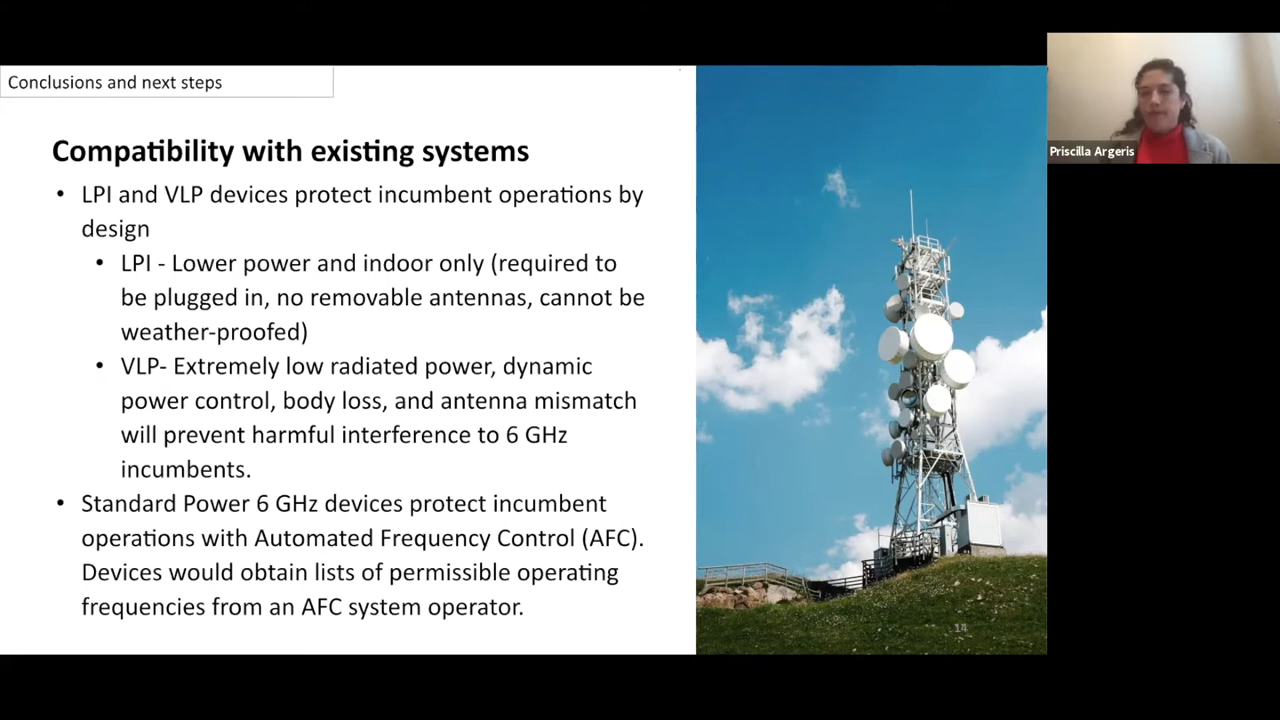 Conclusions and next steps
Compatibility with existing systems
• LPI and VLP devices protect incumbent operations by
design
• LPI - Lower power and indoor only (required to
be plugged in, no removable antennas, cannot be
weather-proofed)
• VLP- Extremely low radiated power, dynamic
power control, body loss, and antenna mismatch
will prevent harmful interference to 6 GHz
incumbents.
• Standard Power 6 GHz devices protect incumbent
operations with Automated Frequency Control (AFC).
Devices would obtain lists of permissible operating
frequencies from an AFC system operator.
14
Priscilla Argeris